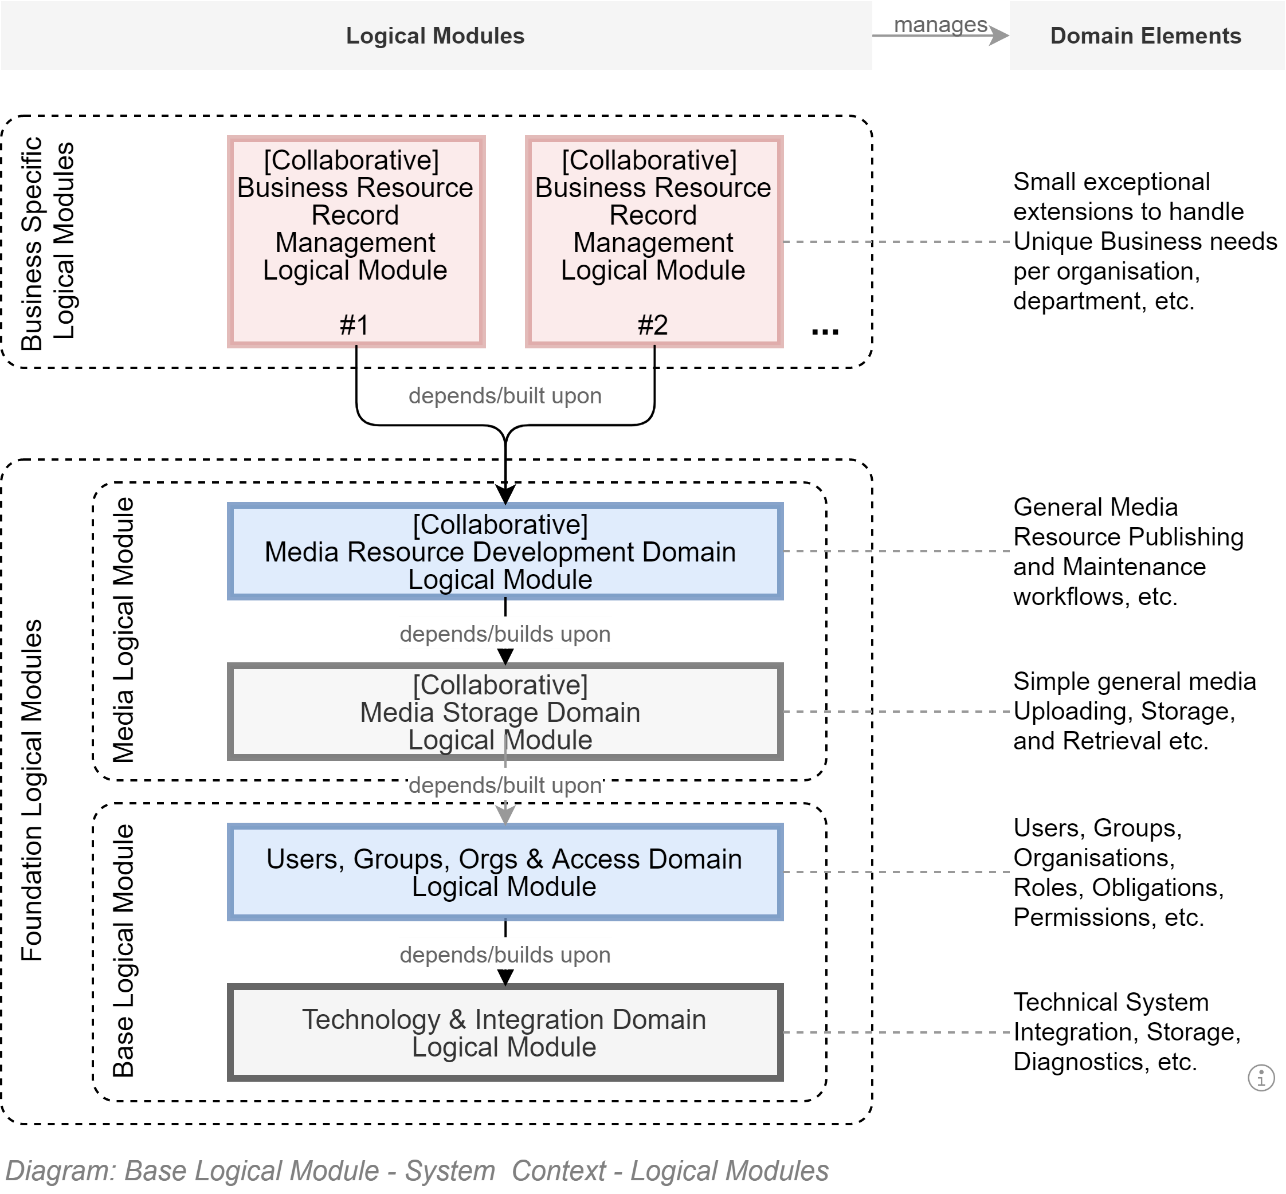 Logical Modules
manages
Domain Elements
Business Specific
Logical Modules
[Collaborative]
Business Resource
Record
Management
Logical Module
#1
[Collaborative]
Business Resource
Record
Management
Logical Module
#2
...
Small exceptional
extensions to handle
Unique Business needs
per organisation,
department, etc.
depends/built upon
Foundation Logical Modules
Media Logical Module
[Collaborative]
Media Resource Development Domain
Logical Module
General Media
Resource Publishing
and Maintenance
workflows, etc.
depends/builds upon
[Collaborative]
Media Storage Domain
Logical Module
Simple general media
Uploading, Storage,
and Retrieval etc.
depends/built upon
Base Logical Module
Users, Groups, Orgs & Access Domain
Logical Module
Users, Groups,
Organisations,
Roles, Obligations,
Permissions, etc.
depends/builds upon
Technology & Integration Domain
Logical Module
Technical System
Integration, Storage,
Diagnostics, etc.
i
Diagram: Base Logical Module - System  Context - Logical Modules